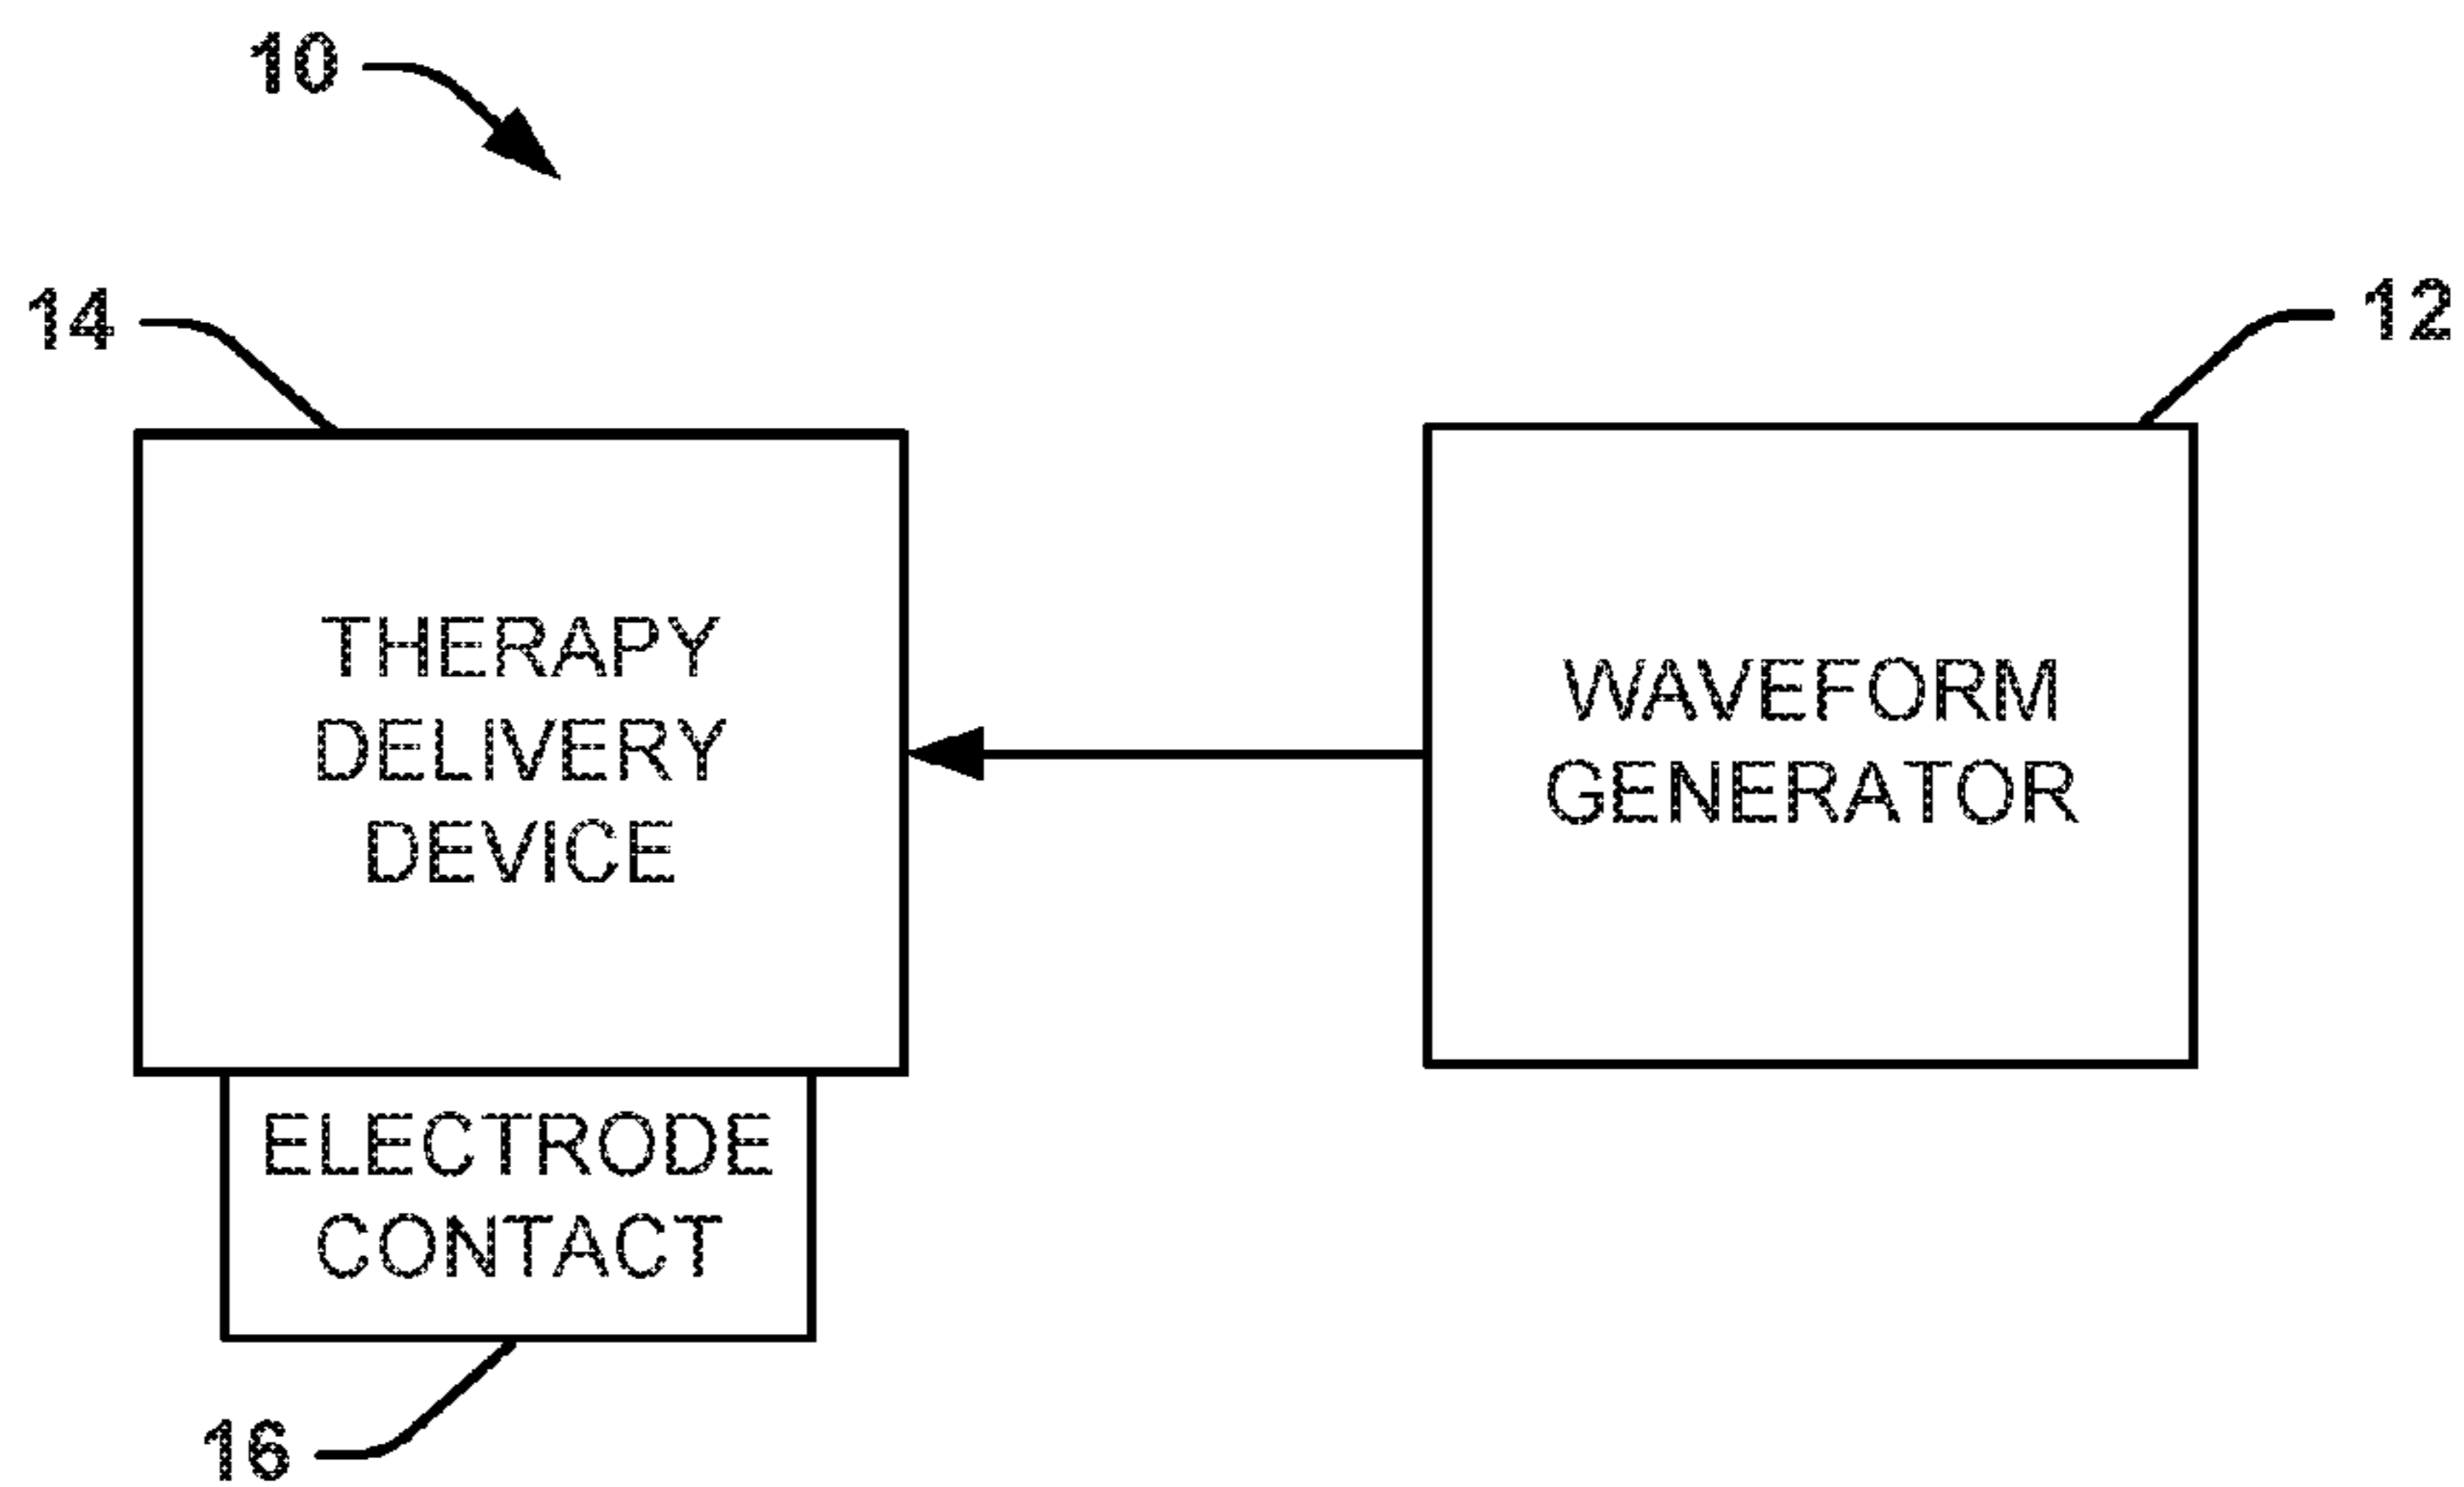 10
14
12
THERAPY
DELIVERY
DEVICE
WAVEFORM
GENERATOR
ELECTRODE
CONTACT
16